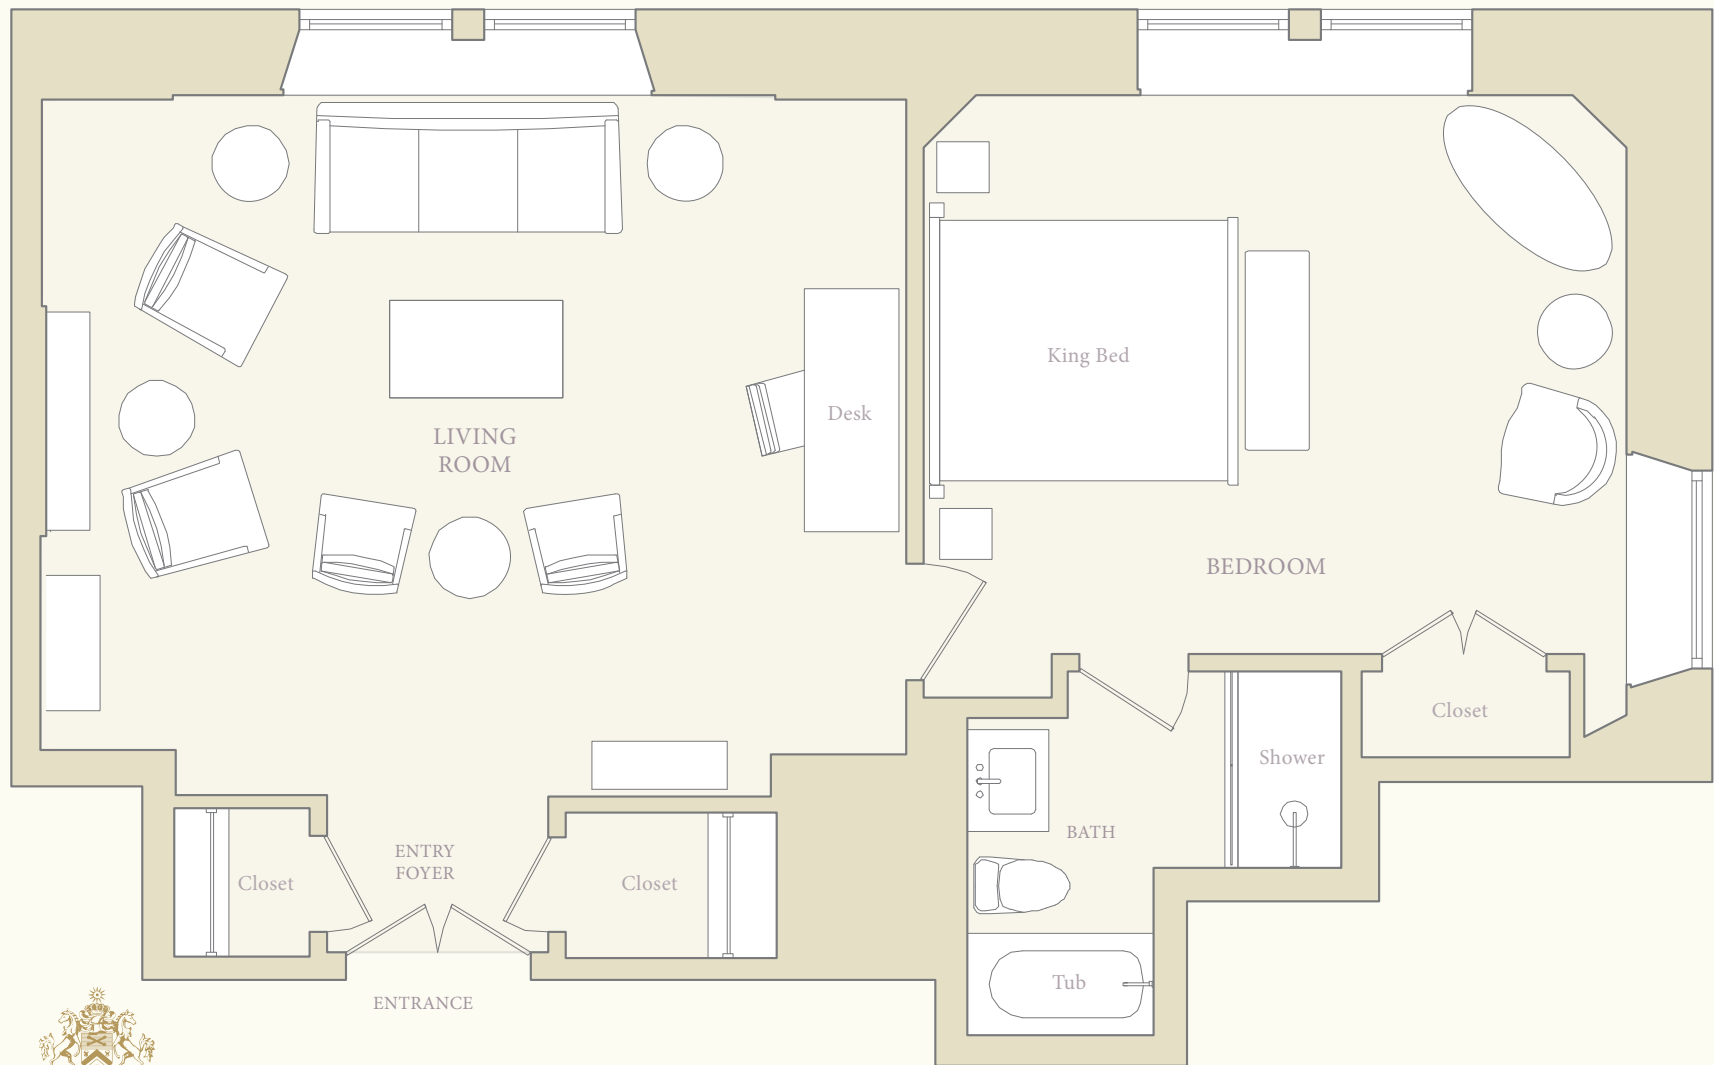 King Bed
Desk
LIVING
ROOM
BEDROOM
Closet
Shower
BATH
ENTRY
FOYER
Closet
Closet
Tub
ENTRANCE